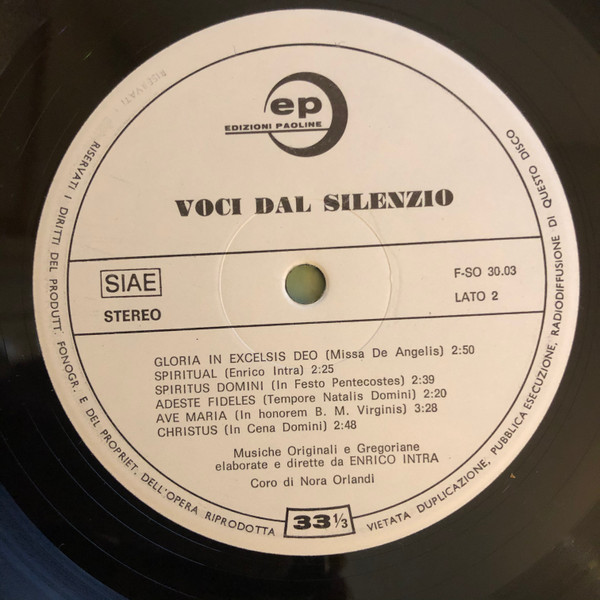 ep
EDIZIONI PAOLINE
VOCI DAL SILENZIO
SIAE
STEREO
F-SO 30.03
LATO 2
GLORIA IN EXCELSIS DEO (Missa De Angelis) 2:50
SPIRITUAL (Enrico Intra) 2:25
SPIRITUS DOMINI (In Festo Pentecostes) 2:39
ADESTE FIDELES (Tempore Natalis Domini) 2:20
AVE MARIA (In honorem B. M. Virginis) 3:28
CHRISTUS (In Cena Domini) 2:48
Musiche Originali e Gregoriane
elaborate e dirette da ENRICO INTRA
Coro di Nora Orlandi
33 1/3
RISERVATI I DIRITTI DEL PRODUTT. FONOGR. E DEL PROPRIET. DELL'OPERA RIPRODOTTA
VIETATA DUPLICAZIONE, PUBBLICA ESECUZIONE, RADIODIFFUSIONE DI QUESTO DISCO
RISERVATI